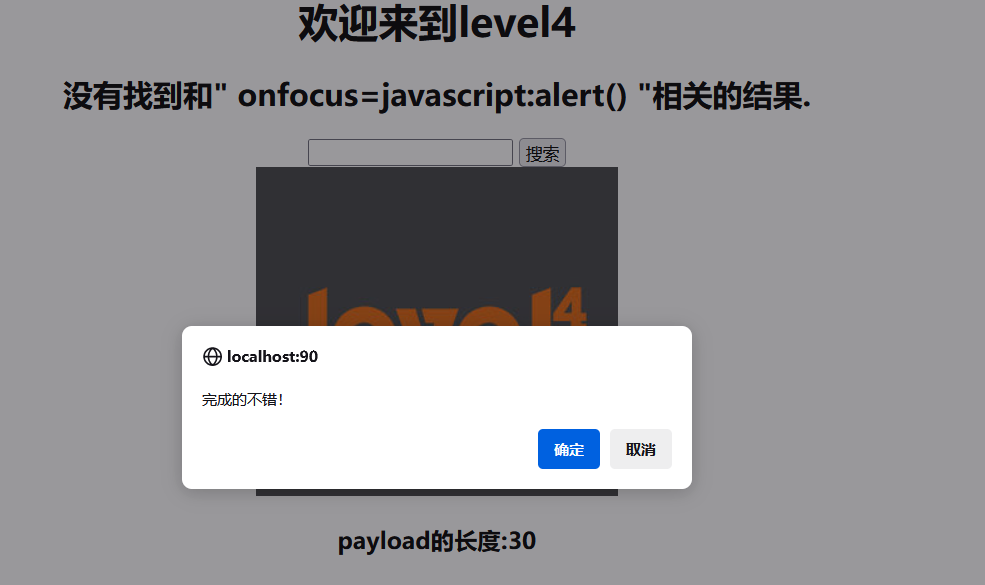 欢迎来到level4
没有找到和" onfocus=javascript:alert() "相关的结果.
搜索
level4
localhost:90
完成的不错!
确定 取消
payload的长度:30